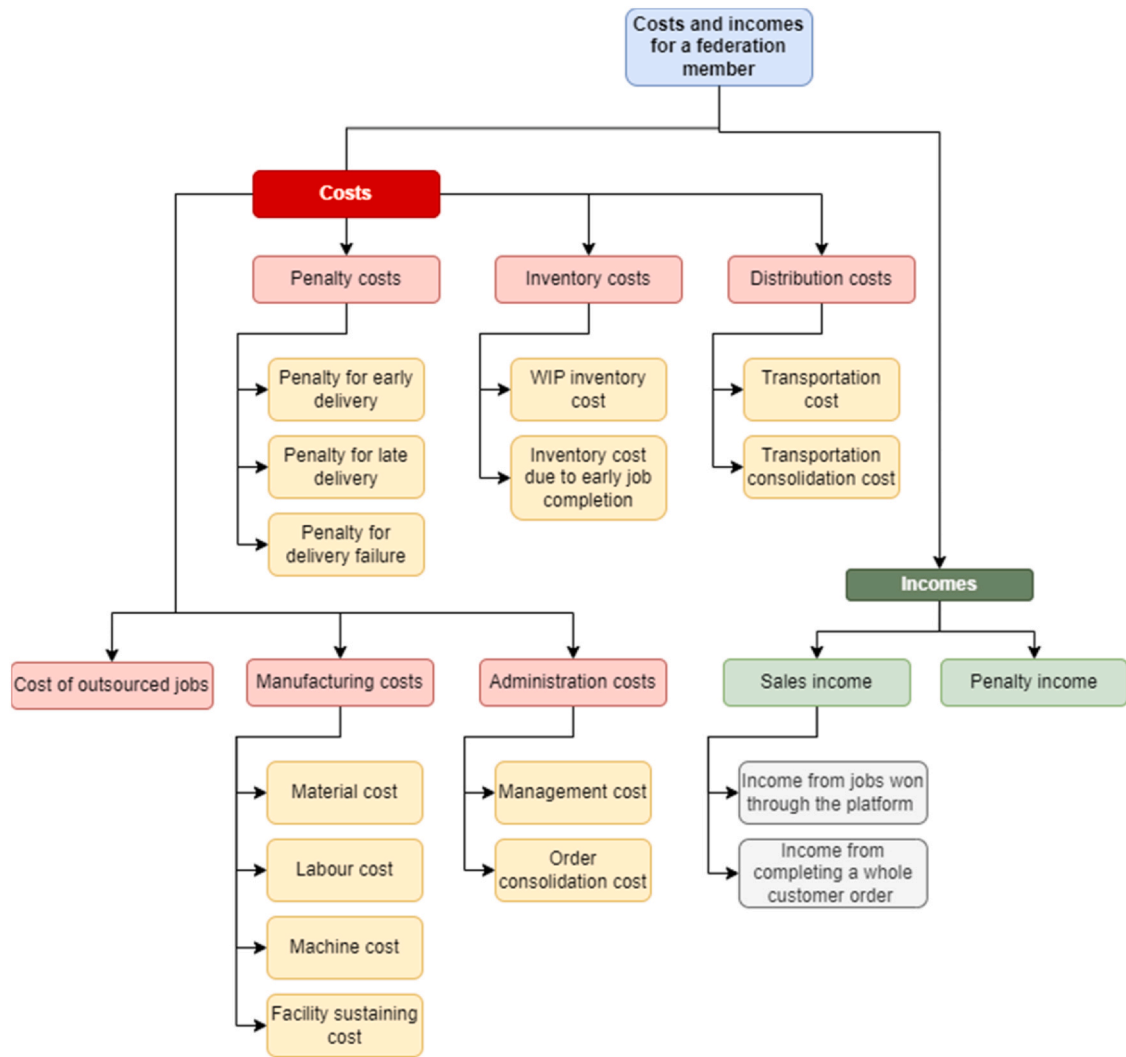 Costs and incomes
for a federation
member
Costs
Penalty costs
Inventory costs
Distribution costs
Penalty for early
delivery
WIP inventory
cost
Transportation
cost
Penalty for late
delivery
Inventory cost
due to early job
completion
Transportation
consolidation cost
Penalty for
delivery failure
Incomes
Cost of outsourced jobs
Manufacturing costs
Administration costs
Sales income
Penalty income
Material cost
Management cost
Income from jobs won
through the platform
Labour cost
Order
consolidation cost
Income from
completing a whole
customer order
Machine cost
Facility sustaining
cost